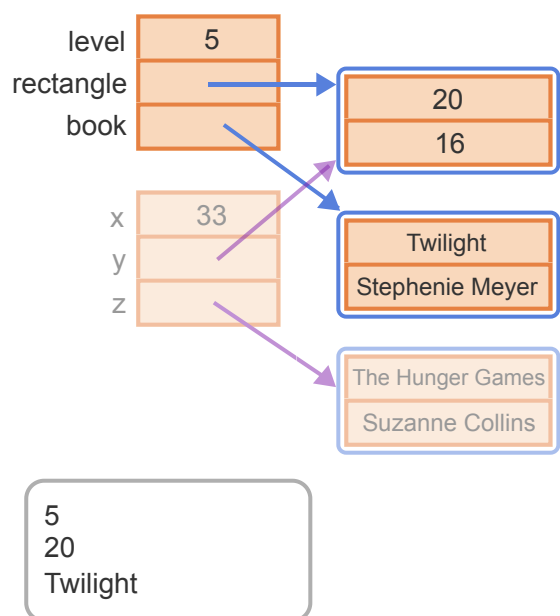 level
5
rectangle
book
20
16
x
33
y
z
Twilight
Stephenie Meyer
The Hunger Games
Suzanne Collins
5
20
Twilight